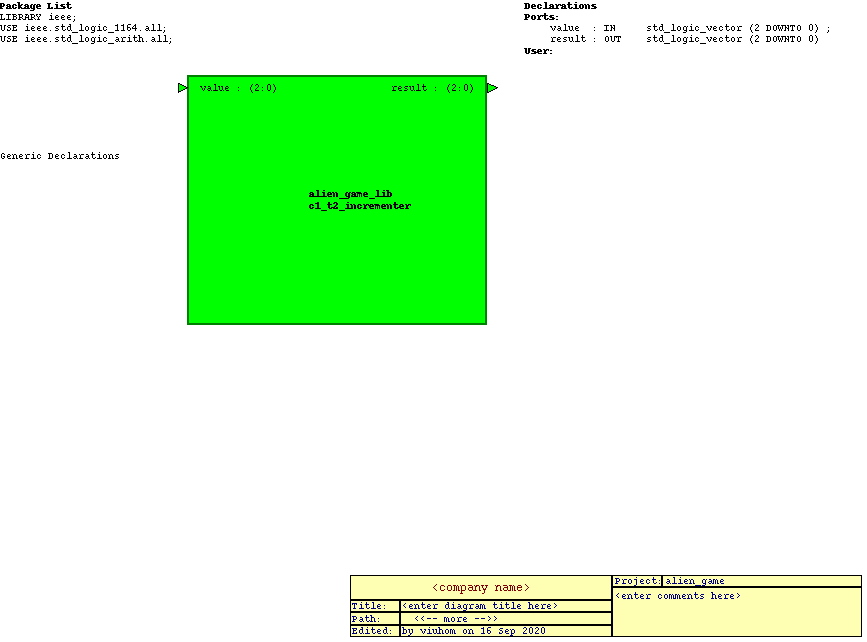 Package List
LIBRARY ieee;
USE ieee.std_logic_1164.all;
USE ieee.std_logic_arith.all;
Declarations
Ports:
value : IN std_logic_vector (2 DOWNTO 0) ;
result : OUT std_logic_vector (2 DOWNTO 0)
User:
value : (2:0)
result : (2:0)
Generic Declarations
alien_game_lib
c1_t2_incrementer
<company name>
Title: <enter diagram title here>
Path: <<-- more -->>
Edited: by viuhom on 16 Sep 2020
Project: alien_game
<enter comments here>